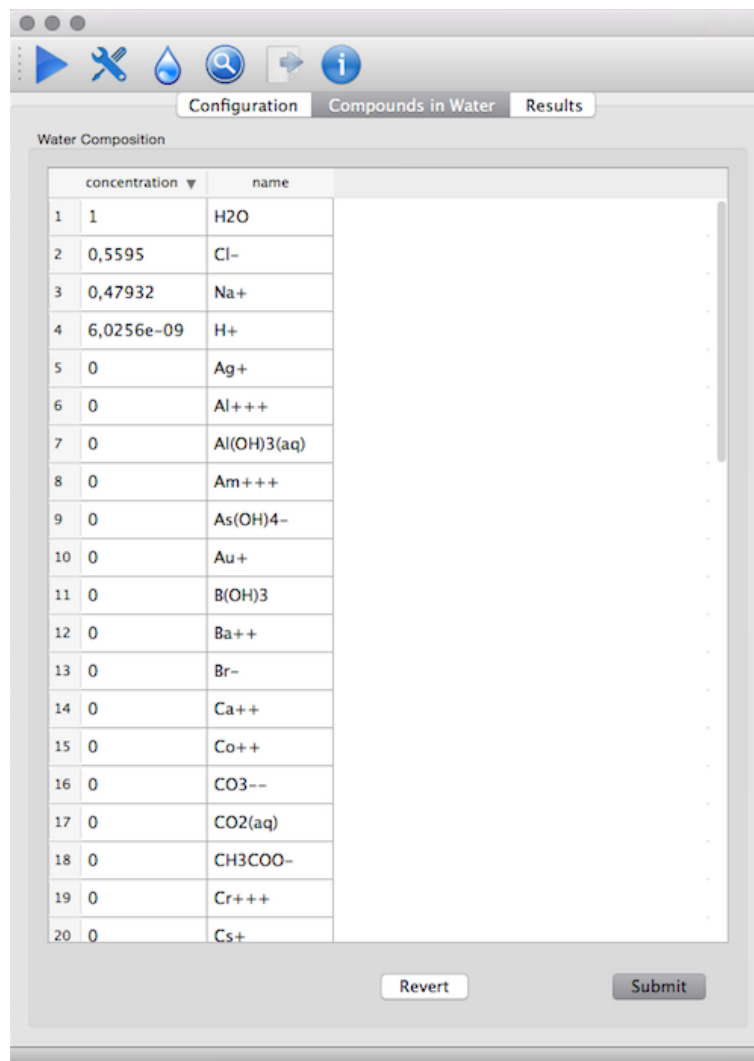 Configuration Compounds in Water Results
Water Composition
concentration ▼ name
1 1 H2O
2 0,5595 Cl-
3 0,47932 Na+
4 6,0256e-09 H+
5 0 Ag+
6 0 Al+++
7 0 Al(OH)3(aq)
8 0 Am+++
9 0 As(OH)4-
10 0 Au+
11 0 B(OH)3
12 0 Ba++
13 0 Br-
14 0 Ca++
15 0 Co++
16 0 CO3--
17 0 CO2(aq)
18 0 CH3COO-
19 0 Cr+++
20 0 Cs+
Revert Submit